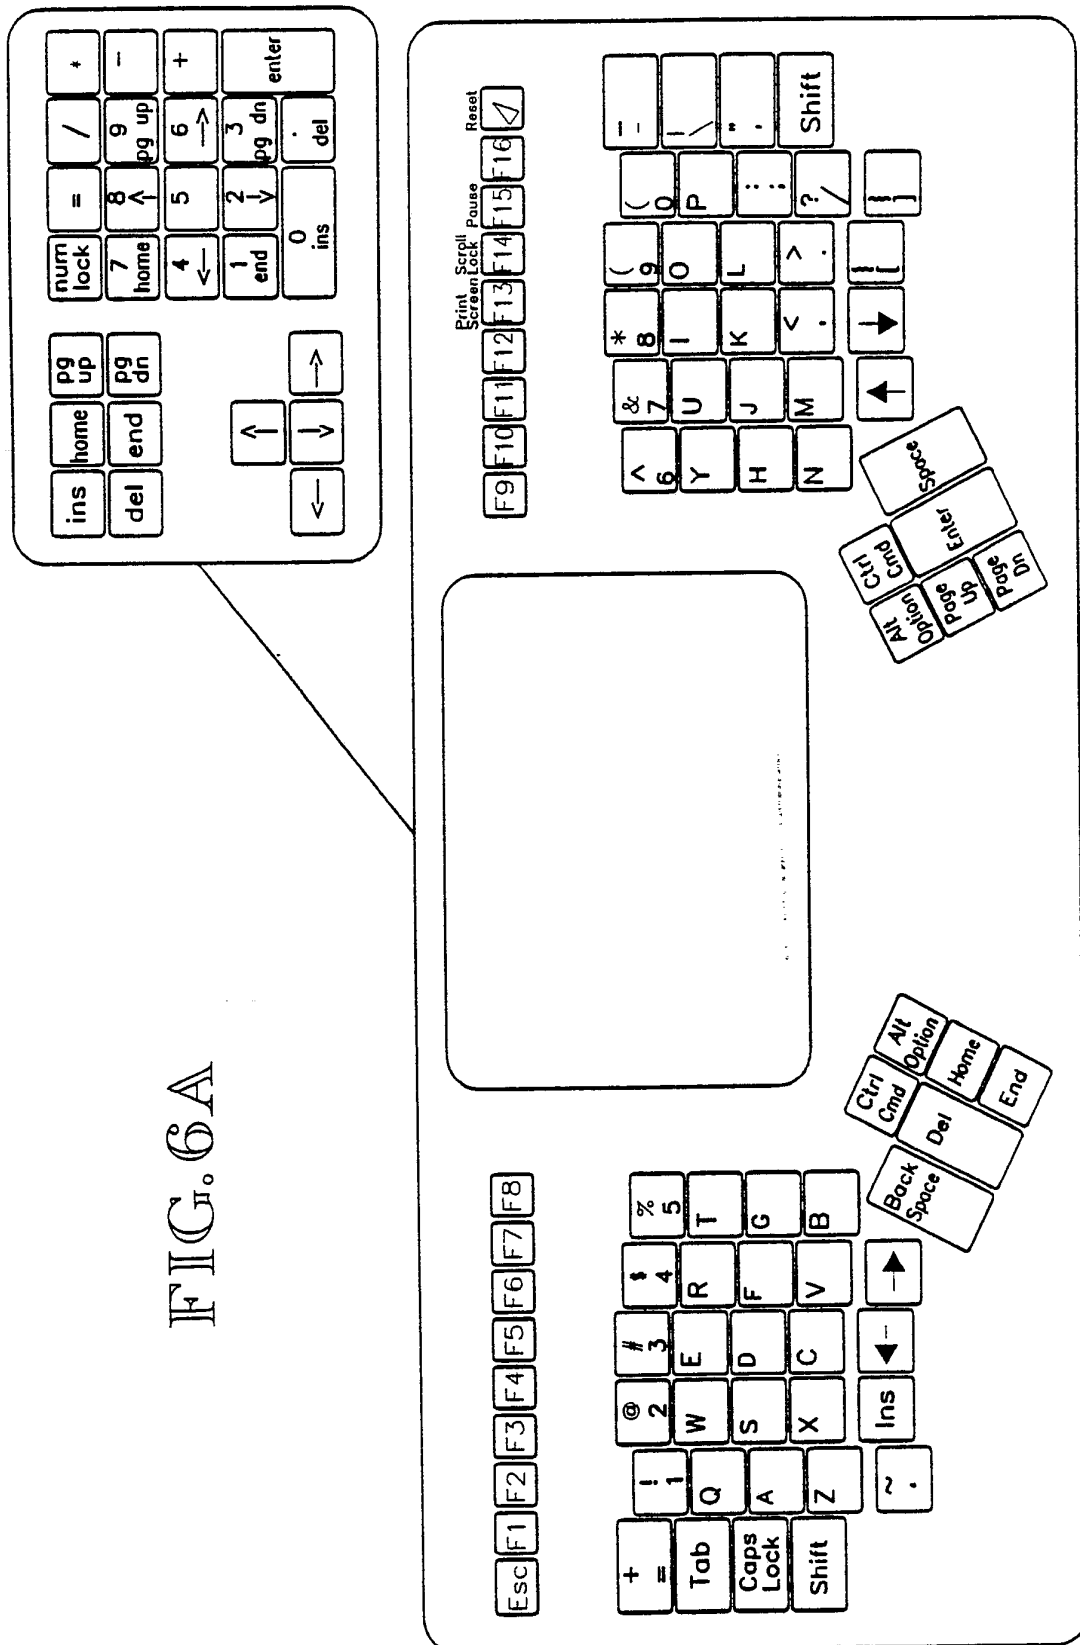 FIG.6A
ins home pg up num lock = / *
del end pg dn 7 home 8 ↑ 9 pg up -
4 ← 5 6 → +
↑ 1 end 2 ↓ 3 pg dn enter
← ↓ → 0 ins . del
Print Screen Scroll Lock Pause Reset
Esc F1 F2 F3 F4 F5 F6 F7 F8 F9 F10 F11 F12 F13 F14 F15 F16
+ = ! 1 @ 2 # 3 $ 4 % 5 ^ 6 & 7 * 8 ( 9 ( 0 _ -
Tab Q W E R T Y U I O P | \
Caps Lock A S D F G H J K L : ; " '
Shift Z X C V B N M < . > . ? / Shift
~ . Ins ← → ↑ ↓ { [ } ]
Back Space Del Ctrl Cmd Alt Option Home End
Ctrl Cmd Alt Option Page Up Page Dn Enter Space